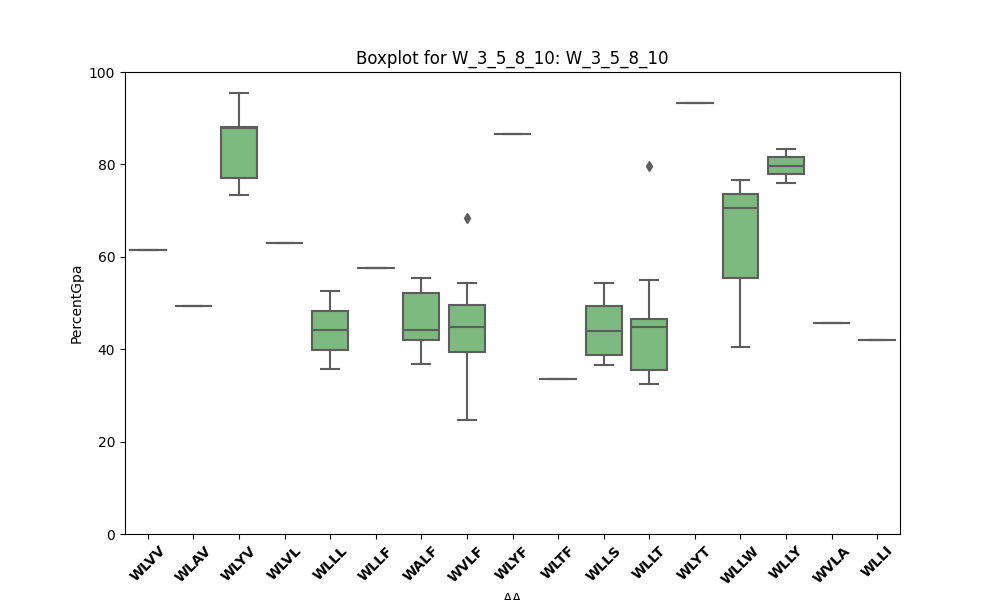 Boxplot for W_3_5_8_10: W_3_5_8_10
100
80
60
40
20
0
PercentGpa
WLVV WLAV WLYV WLVL WLLL WLLF WALF WVLF WLYF WLTF WLLS WLLT WLYT WLLW WLLY WVLA WLLI
AA